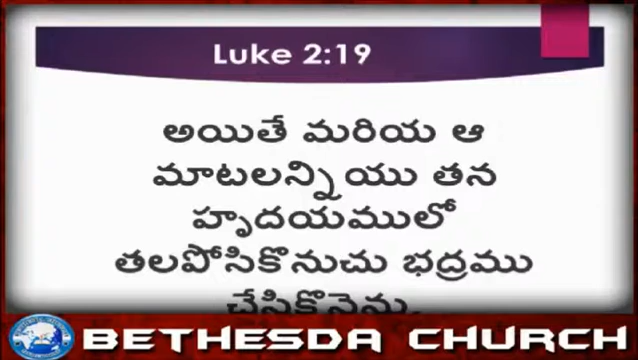 Luke 2:19
అయితే మరియ ఆ
మాటలన్ని యు తన
హృదయములో
తలపోసికొనుచు భద్రము
చేసికొనెను.
BETHESDA CHURCH